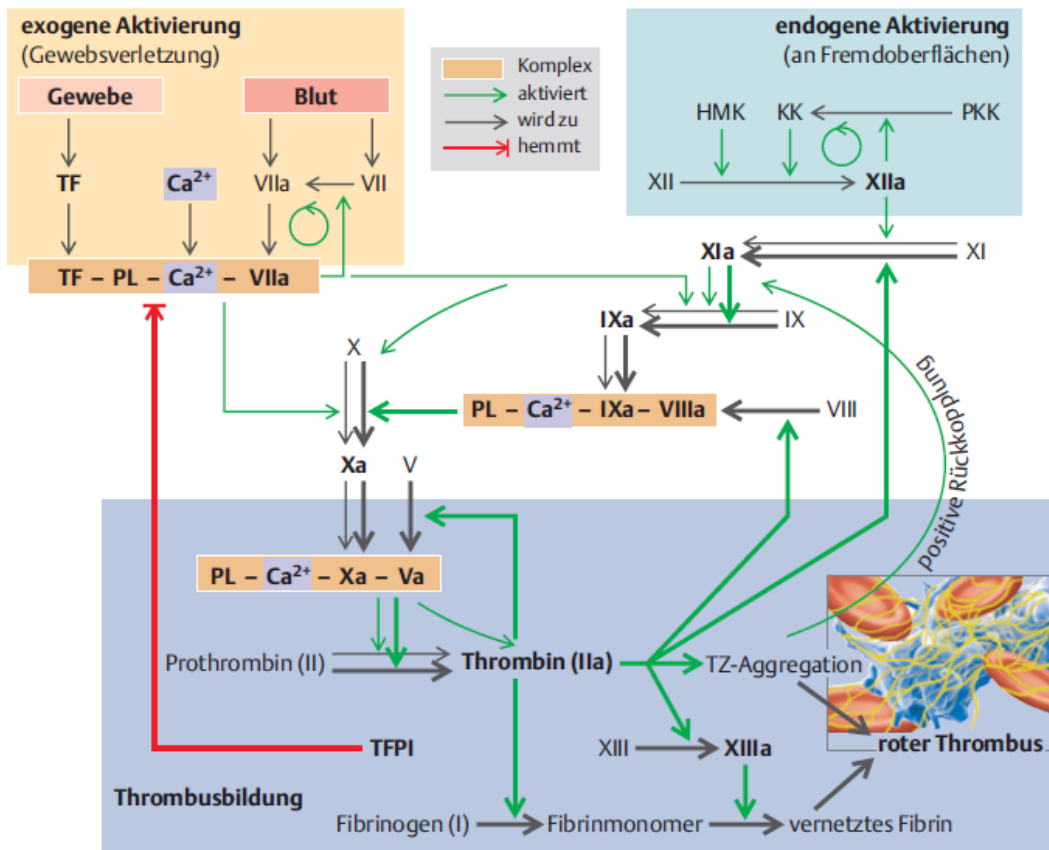 exogene Aktivierung
(Gewebsverletzung)
Gewebe
Blut
TF
Ca²⁺
VIIa
VII
TF – PL – Ca²⁺ – VIIa
Komplex
aktiviert
wird zu
hemmt
endogene Aktivierung
(an Fremdoberflächen)
HMK
KK
PKK
XII
XIIa
XIa
XI
IXa
IX
X
PL – Ca²⁺ – IXa – VIIIa
VIII
Xa
V
positive Rückkopplung
PL – Ca²⁺ – Xa – Va
Prothrombin (II)
Thrombin (IIa)
TZ-Aggregation
TFPI
XIII
XIIIa
roter Thrombus
Thrombusbildung
Fibrinogen (I)
Fibrinmonomer
vernetztes Fibrin